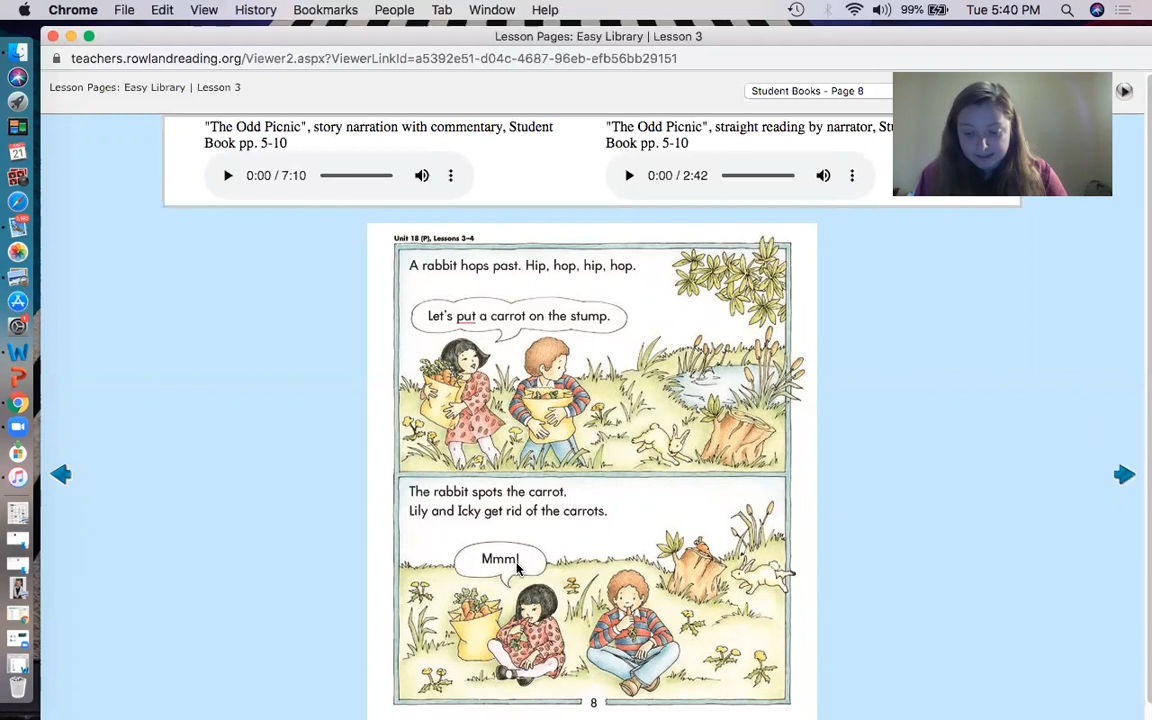 Chrome File Edit View History Bookmarks People Tab Window Help 99% Tue 5:40 PM
Lesson Pages: Easy Library | Lesson 3
teachers.rowlandreading.org/Viewer2.aspx?ViewerLinkId=a5392e51-d04c-4687-96eb-efb56bb29151
Lesson Pages: Easy Library | Lesson 3
Student Books - Page 8
"The Odd Picnic", story narration with commentary, Student
Book pp. 5-10
0:00 / 7:10
"The Odd Picnic", straight reading by narrator, Stu
Book pp. 5-10
0:00 / 2:42
Unit 18 (P), Lessons 3-4
A rabbit hops past. Hip, hop, hip, hop.
Let's put a carrot on the stump.
The rabbit spots the carrot.
Lily and Icky get rid of the carrots.
Mmm!
8